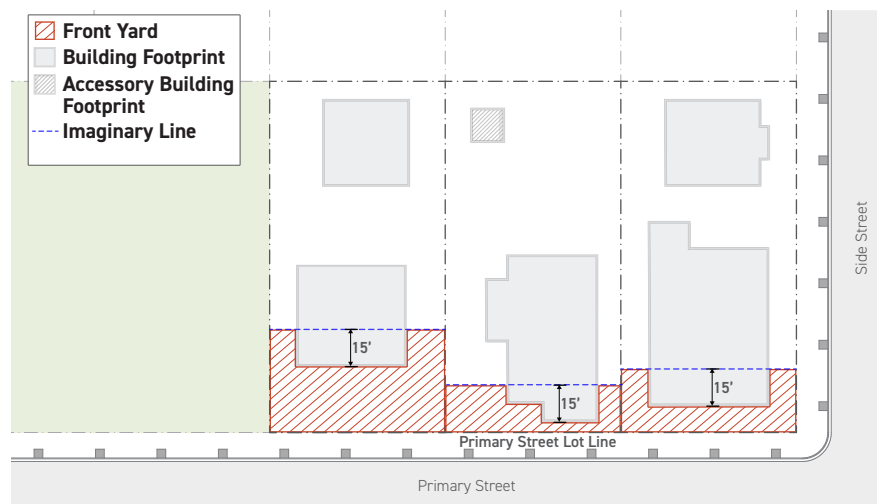 Front Yard
Building Footprint
Accessory Building
Footprint
Imaginary Line
15'
15'
15'
Primary Street Lot Line
Primary Street
Side Street